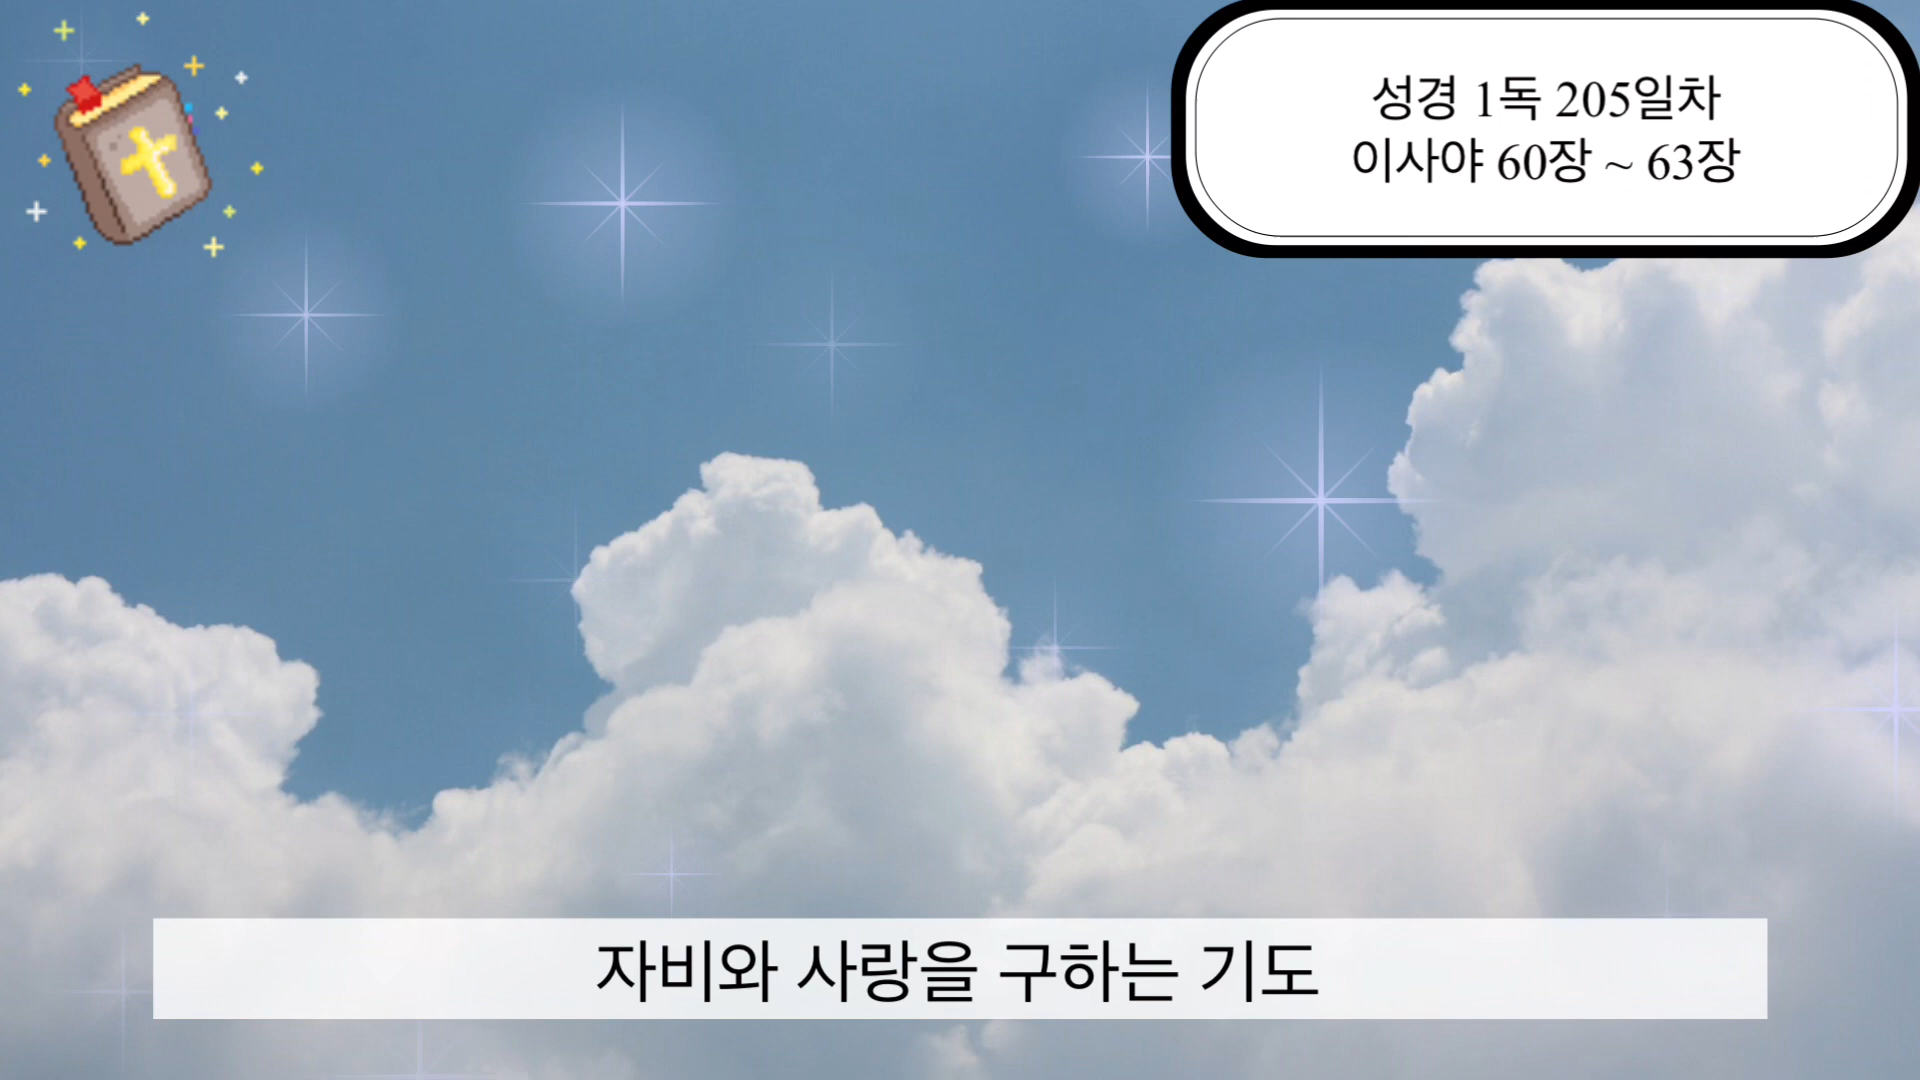 성경 1독 205일차
이사야 60장 ~ 63장
자비와 사랑을 구하는 기도